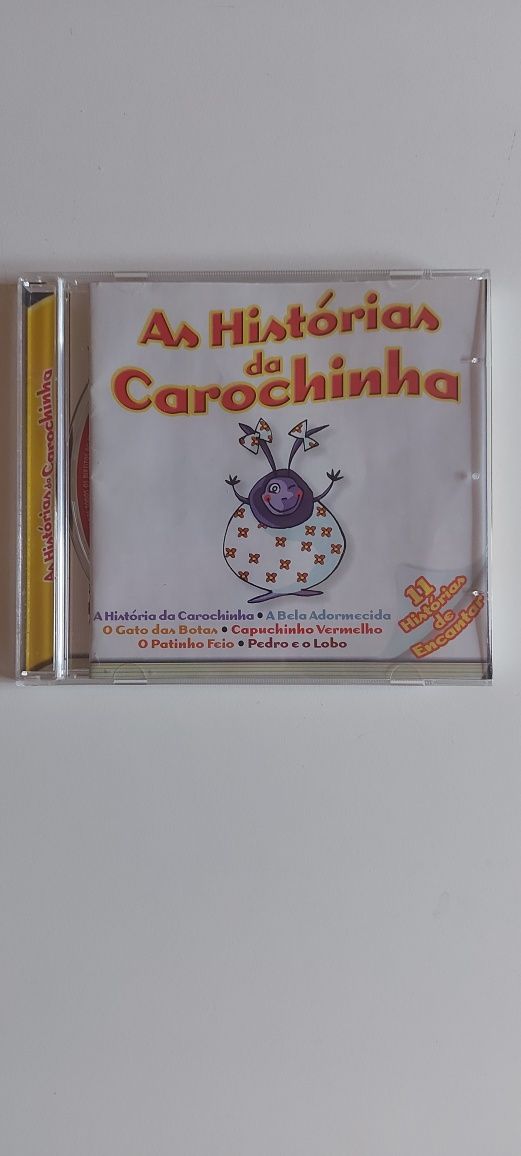 As Histórias
da
Carochinha
As Histórias da Carochinha
A História da Carochinha • A Bela Adormecida
O Gato das Botas • Capuchinho Vermelho
O Patinho Feio • Pedro e o Lobo
11
Histórias
de
Encantar